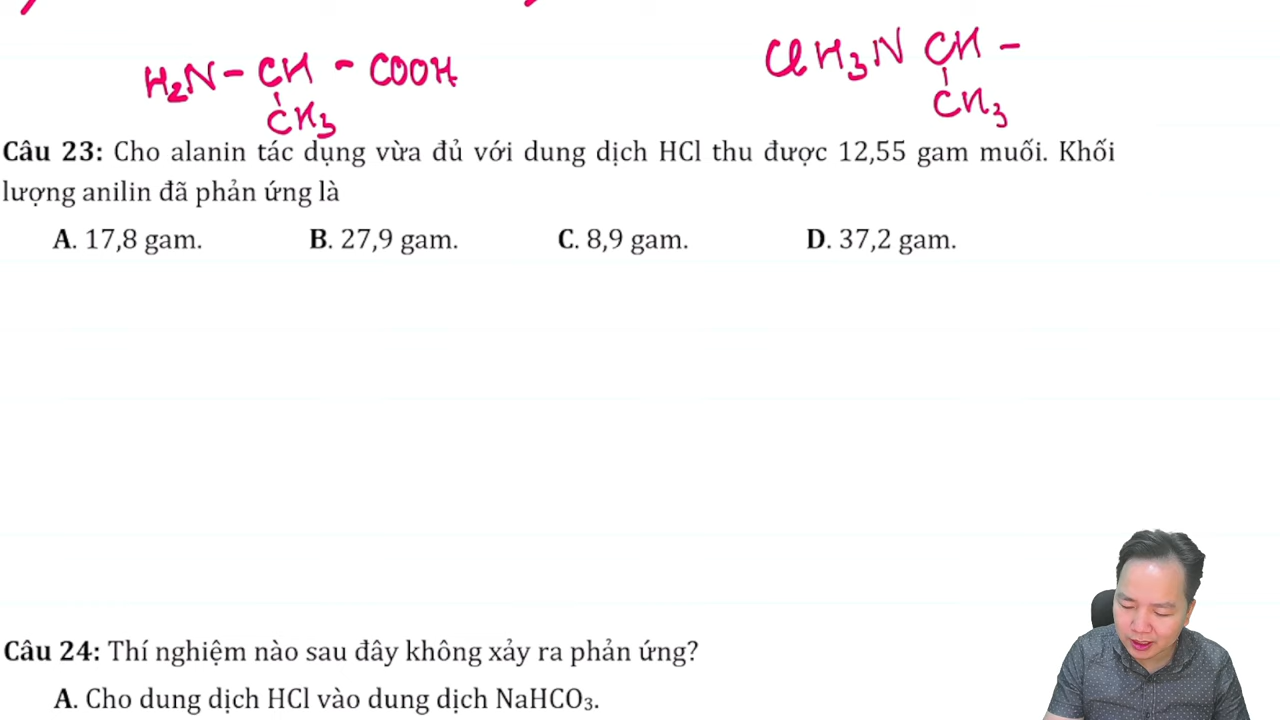 H₂N – CH – COOH
CH₃
ClH₃N CH –
CH₃
Câu 23: Cho alanin tác dụng vừa đủ với dung dịch HCl thu được 12,55 gam muối. Khối
lượng anilin đã phản ứng là
A. 17,8 gam. B. 27,9 gam. C. 8,9 gam. D. 37,2 gam.
Câu 24: Thí nghiệm nào sau đây không xảy ra phản ứng?
A. Cho dung dịch HCl vào dung dịch NaHCO₃.